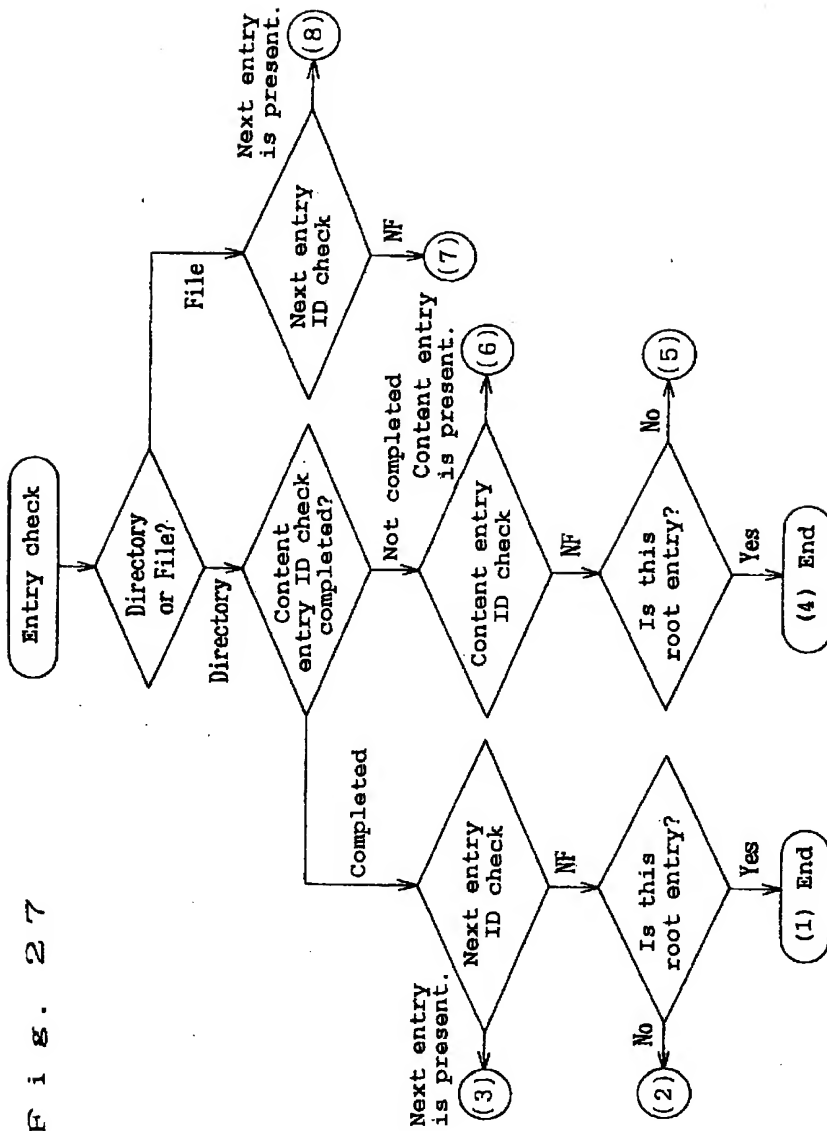 Fig. 27
Entry check
Directory
or File?
File
Directory
Next entry
ID check
Next entry
is present.
(8)
NF
(7)
Content
entry ID check
completed?
Completed
Not completed
Content entry
ID check
Content entry
is present.
(6)
NF
Is this
root entry?
No
(5)
Yes
(4) End
Next entry
ID check
Next entry
is present.
(3)
NF
Is this
root entry?
No
(2)
Yes
(1) End